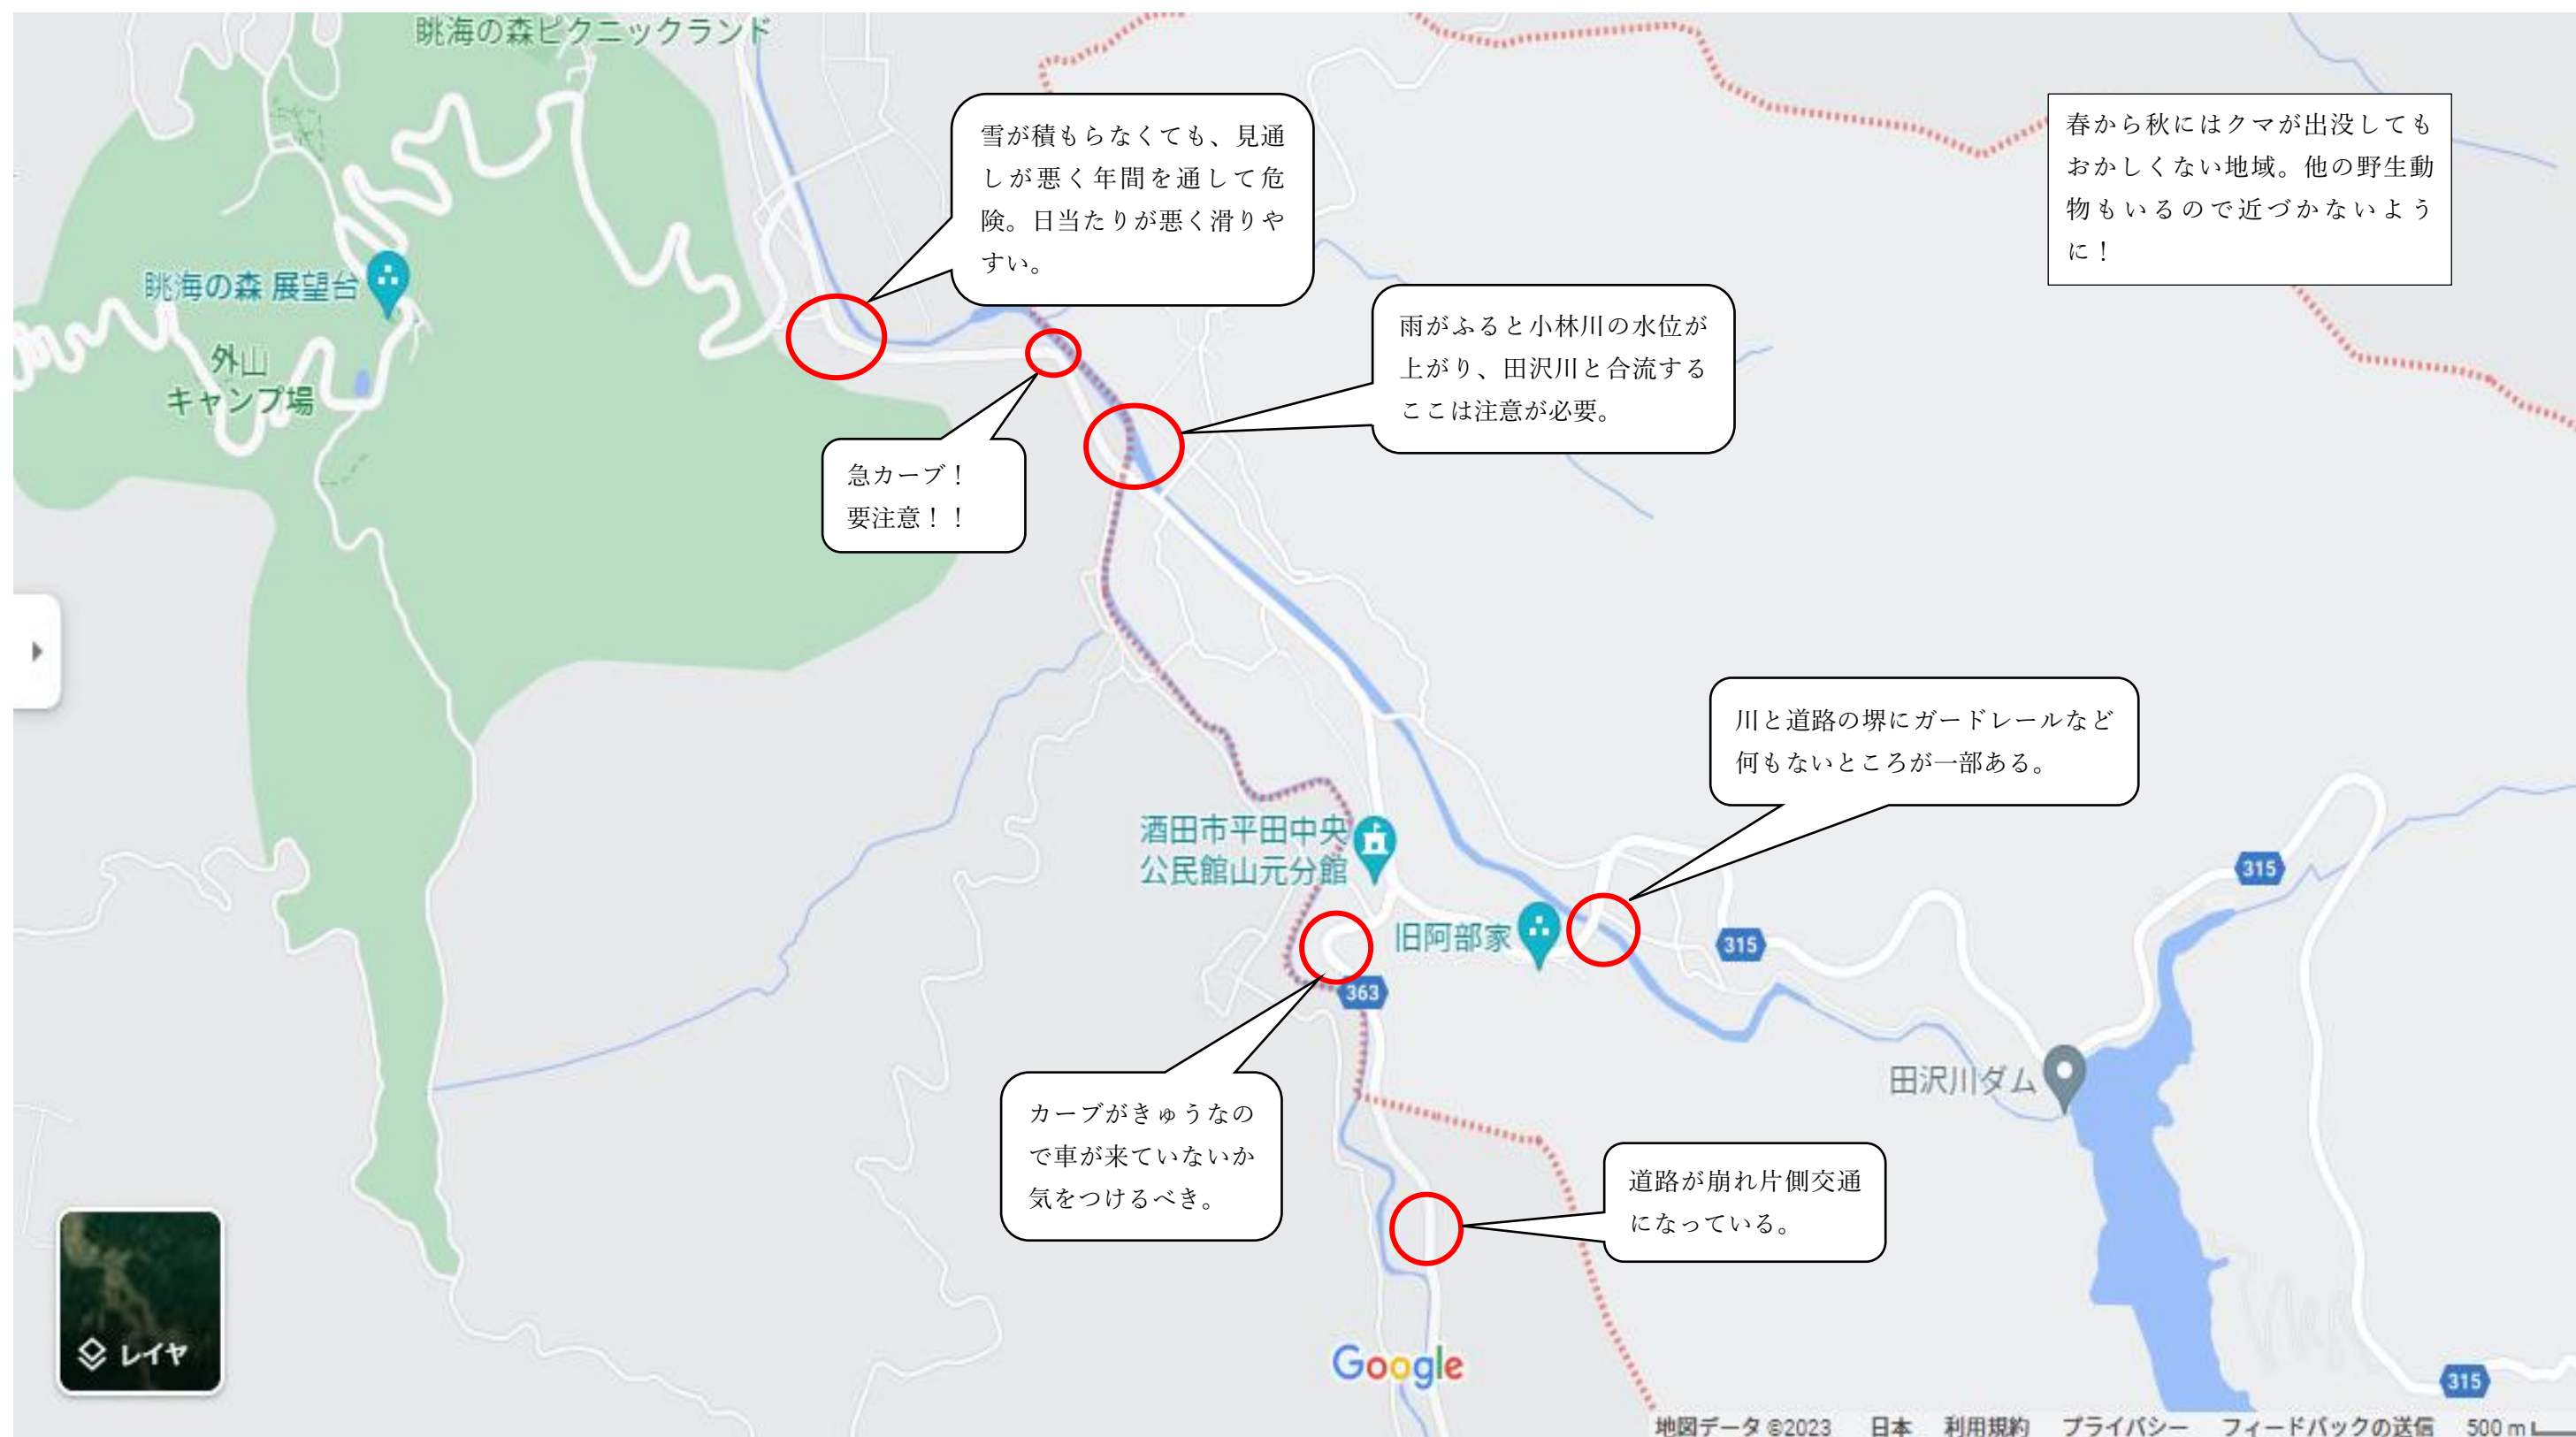 眺海の森ピクニックランド
雪が積もらなくても、見通
しが悪く年間を通して危
険。日当たりが悪く滑りや
すい。
春から秋にはクマが出没しても
おかしくない地域。他の野生動
物もいるので近づかないよう
に！
眺海の森 展望台
外山
キャンプ場
雨がふると小林川の水位が
上がり、田沢川と合流する
ここは注意が必要。
急カーブ！
要注意！！
川と道路の堺にガードレールなど
何もないところが一部ある。
酒田市平田中央
公民館山元分館
315
旧阿部家
315
363
田沢川ダム
カーブがきゅうなの
で車が来ていないか
気をつけるべき。
道路が崩れ片側交通
になっている。
レイヤ
Google
315
地図データ ©2023 日本 利用規約 プライバシー フィードバックの送信 500 m